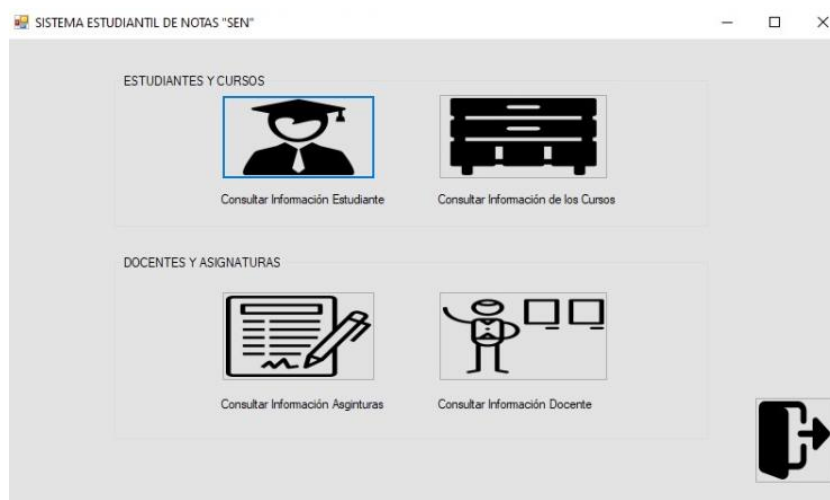 SISTEMA ESTUDIANTIL DE NOTAS "SEN"
ESTUDIANTES Y CURSOS
Consultar Información Estudiante
Consultar Información de los Cursos
DOCENTES Y ASIGNATURAS
Consultar Información Asginturas
Consultar Información Docente